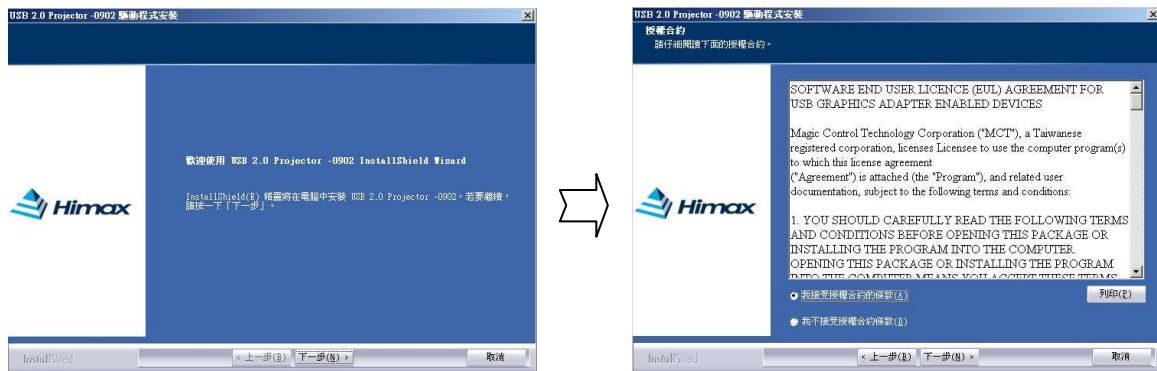 USB 2.0 Projector -0902 驅動程式安裝
Himax
歡迎使用 USB 2.0 Projector -0902 InstallShield Wizard
InstallShield(R) 精靈將在電腦中安裝 USB 2.0 Projector -0902。若要繼續，
請按一下「下一步」。
InstallShield
< 上一步(B)
下一步(N) >
取消
USB 2.0 Projector -0902 驅動程式安裝
授權合約
請仔細閱讀下面的授權合約。
Himax
SOFTWARE END USER LICENCE (EUL) AGREEMENT FOR
USB GRAPHICS ADAPTER ENABLED DEVICES
Magic Control Technology Corporation ("MCT"), a Taiwanese
registered corporation, licenses Licensee to use the computer program(s)
to which this license agreement
("Agreement") is attached (the "Program"), and related user
documentation, subject to the following terms and conditions:
1. YOU SHOULD CAREFULLY READ THE FOLLOWING TERMS
AND CONDITIONS BEFORE OPENING THIS PACKAGE OR
INSTALLING THE PROGRAM INTO THE COMPUTER.
OPENING THIS PACKAGE OR INSTALLING THE PROGRAM
INTO THE COMPUTER MEANS YOU ACCEPT THESE TERMS
我接受授權合約的條款(A)
列印(P)
我不接受授權合約條款(D)
InstallShield
< 上一步(B)
下一步(N) >
取消